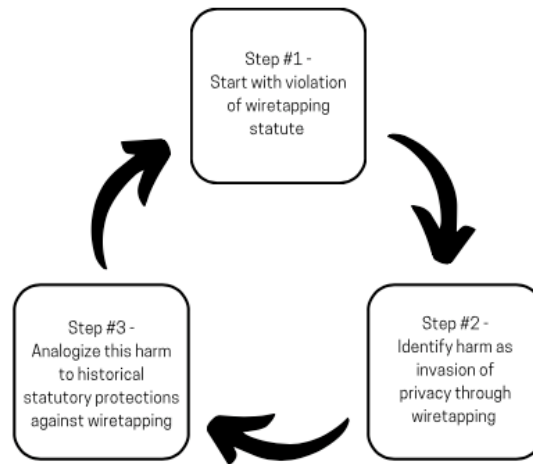 Step #1 -
Start with violation
of wiretapping
statute
Step #2 -
Identify harm as
invasion of
privacy through
wiretapping
Step #3 -
Analogize this harm
to historical
statutory protections
against wiretapping